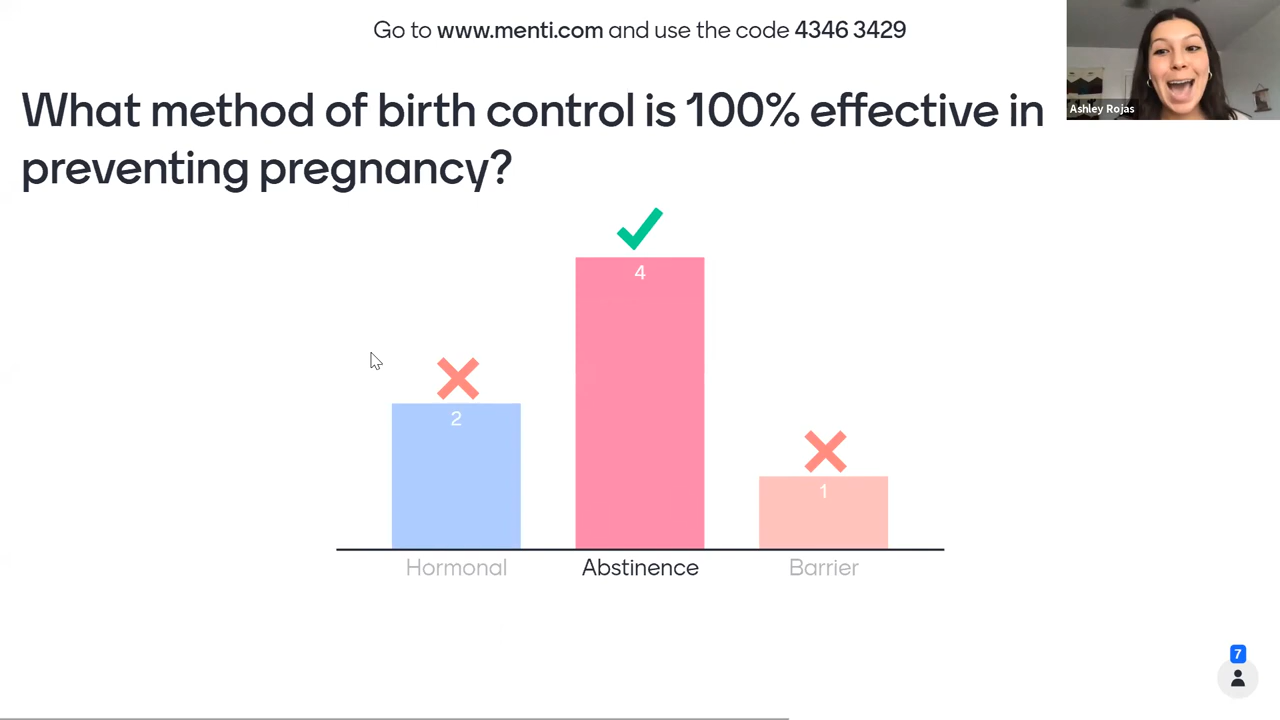 Go to www.menti.com and use the code 4346 3429
Ashley Rojas
What method of birth control is 100% effective in
preventing pregnancy?
4
2
1
Hormonal
Abstinence
Barrier
7